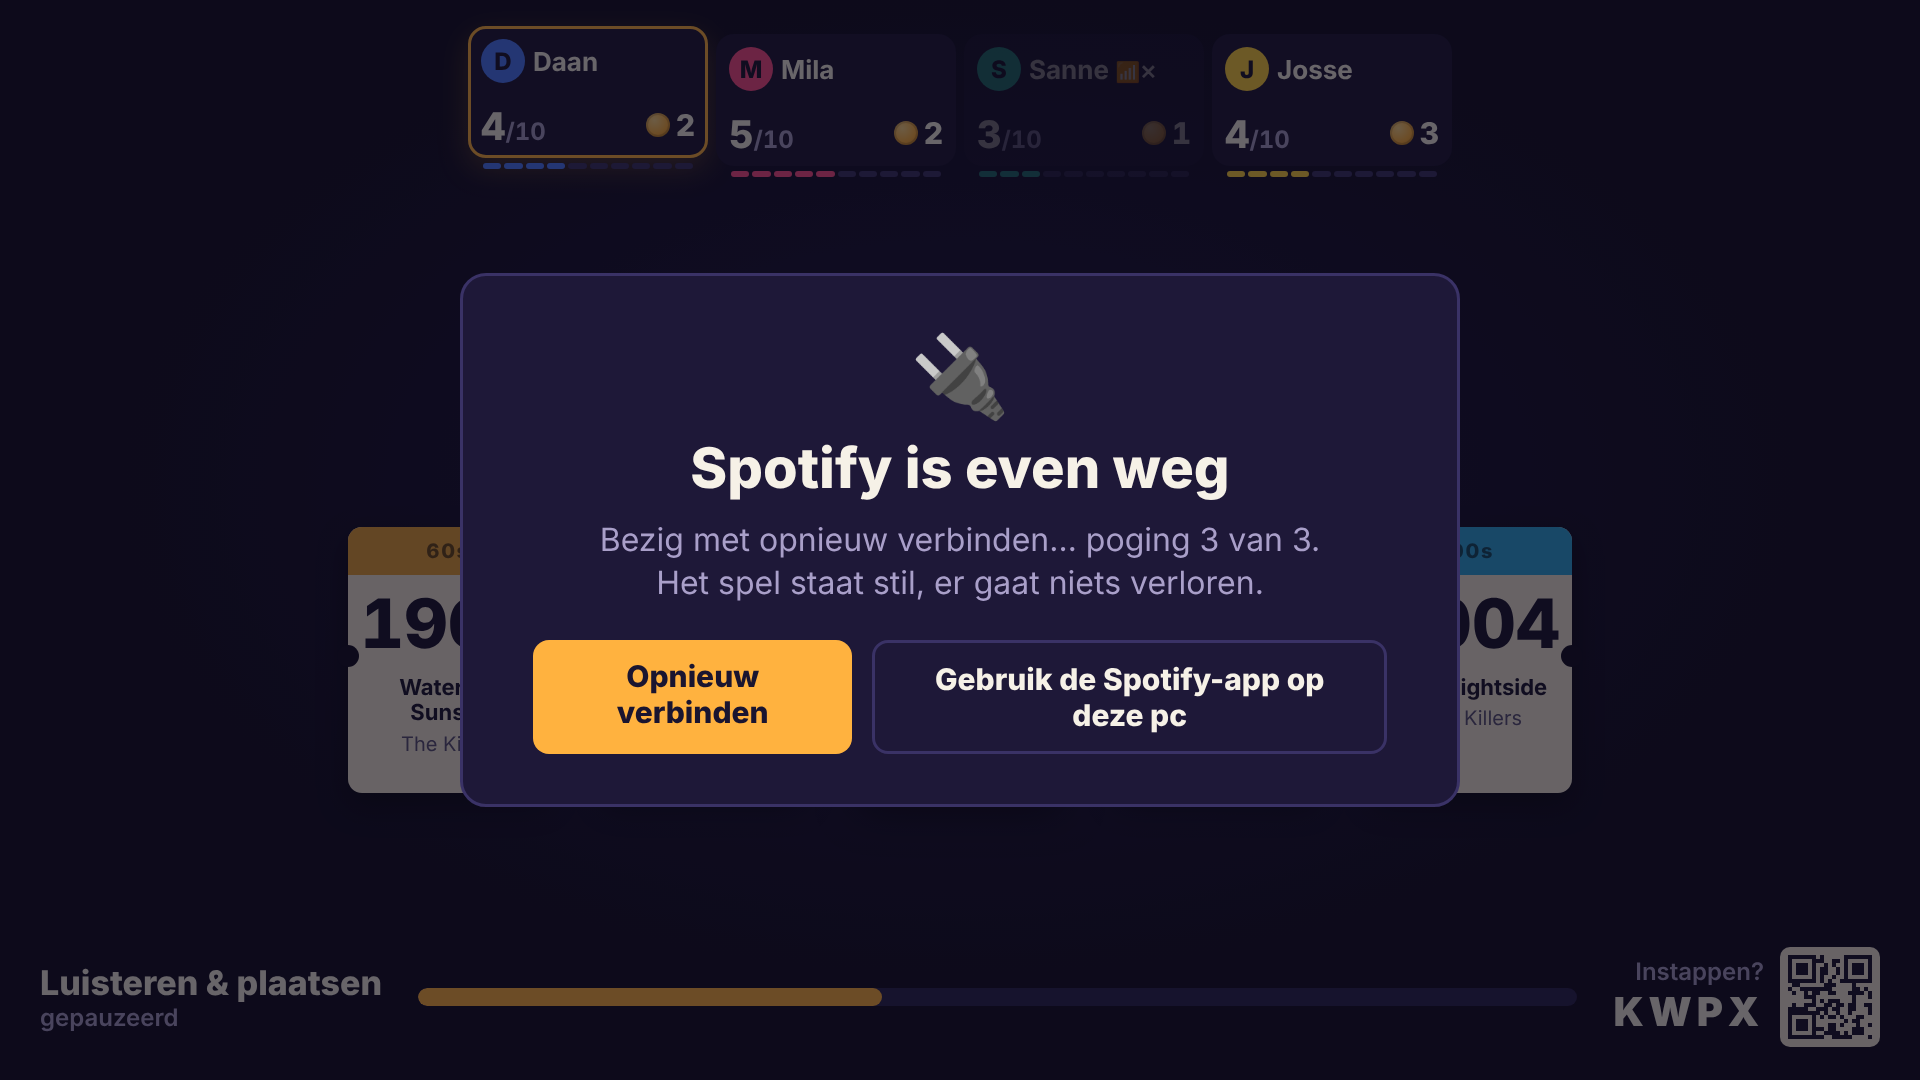 D Daan
4/10 2
M Mila
5/10 2
S Sanne
3/10 1
J Josse
4/10 3
Spotify is even weg
Bezig met opnieuw verbinden... poging 3 van 3.
Het spel staat stil, er gaat niets verloren.
Opnieuw
verbinden
Gebruik de Spotify-app op
deze pc
The
Killers
Luisteren & plaatsen
gepauzeerd
Instappen?
KWPX